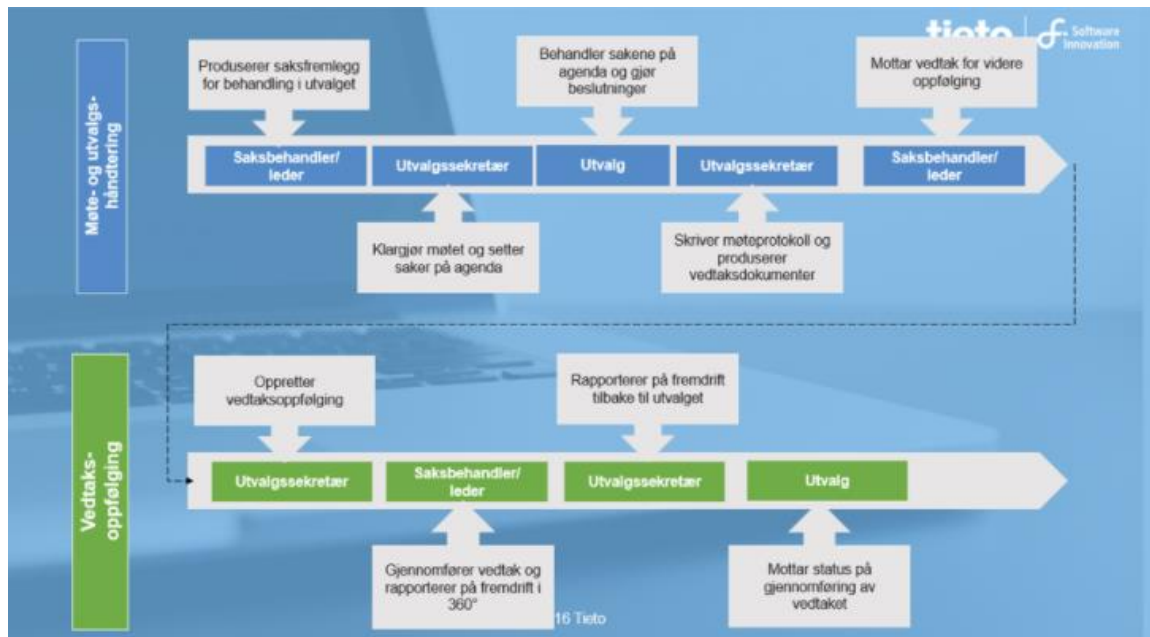 tieto
Software
Innovation
Møte- og utvalgs-
håndtering
Produserer saksfremlegg
for behandling i utvalget
Behandler sakene på
agenda og gjør
beslutninger
Mottar vedtak for videre
oppfølging
Saksbehandler/
leder
Utvalgssekretær
Utvalg
Utvalgssekretær
Saksbehandler/
leder
Klargjør møtet og setter
saker på agenda
Skriver møteprotokoll og
produserer
vedtaksdokumenter
Vedtaks-
oppfølging
Oppretter
vedtaksoppfølging
Rapporterer på fremdrift
tilbake til utvalget
Utvalgssekretær
Saksbehandler/
leder
Utvalgssekretær
Utvalg
Gjennomfører vedtak og
rapporterer på fremdrift i
360°
Mottar status på
gjennomføring av
vedtaket
16 Tieto